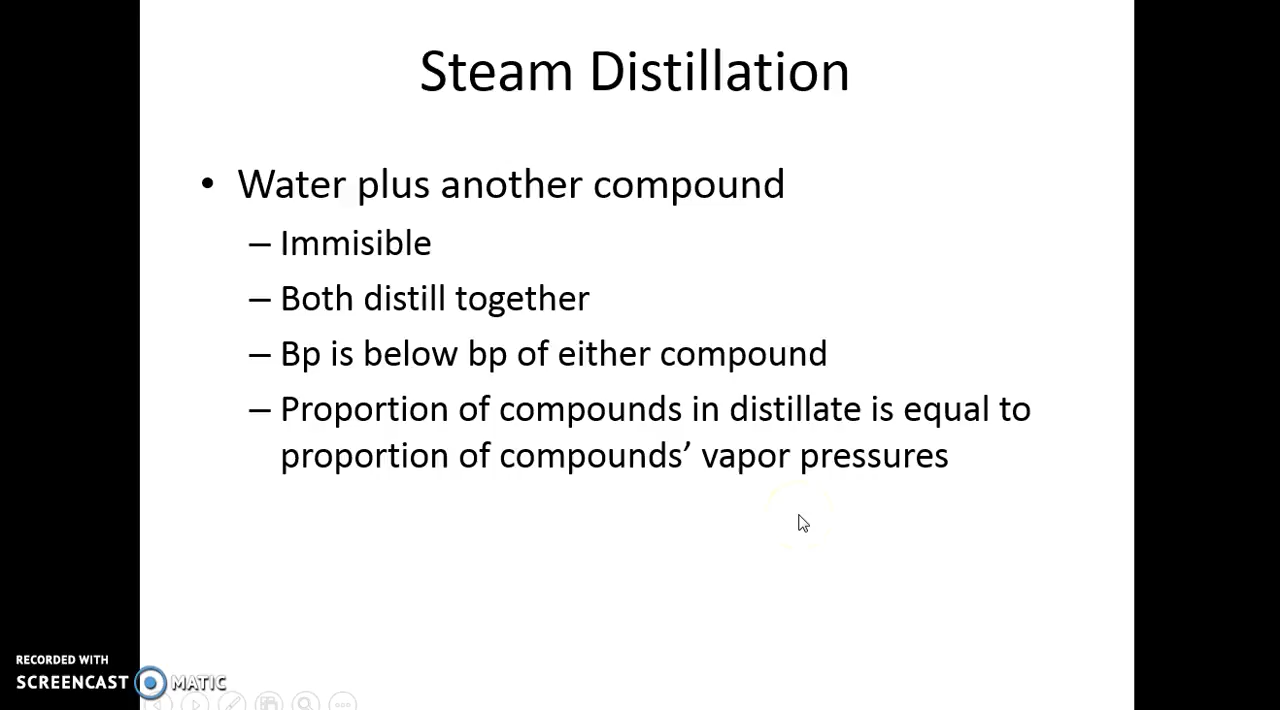 Steam Distillation
• Water plus another compound
– Immisible
– Both distill together
– Bp is below bp of either compound
– Proportion of compounds in distillate is equal to
proportion of compounds’ vapor pressures
RECORDED WITH
SCREENCAST MATIC